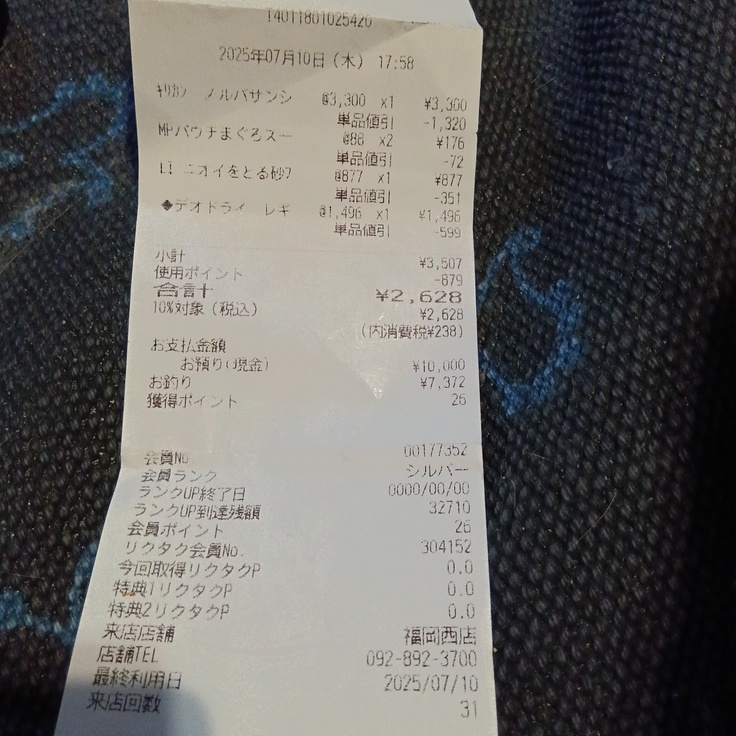 T4011801025420
2025年07月10日(木) 17:58
ｷﾘｶﾝ メルバサンシ @3,300 x1 ¥3,300
単品値引 -1,320
MPパウチまぐろスー @88 x2 ¥176
単品値引 -72
LI ニオイをとる砂7 @877 x1 ¥877
単品値引 -351
◆デオドライ レギ @1,496 x1 ¥1,496
単品値引 -599
小計 ¥3,507
使用ポイント -879
合計 ¥2,628
10%対象(税込) ¥2,628
(内消費税¥238)
お支払金額
お預り(現金) ¥10,000
お釣り ¥7,372
獲得ポイント 26
会員No 00177352
会員ランク シルバー
ランクUP終了日 0000/00/00
ランクUP到達残額 32710
会員ポイント 26
リクタク会員No. 304152
今回取得リクタクP 0.0
特典1リクタクP 0.0
特典2リクタクP 0.0
来店店舗 福岡西店
店舗TEL 092-892-3700
最終利用日 2025/07/10
来店回数 31